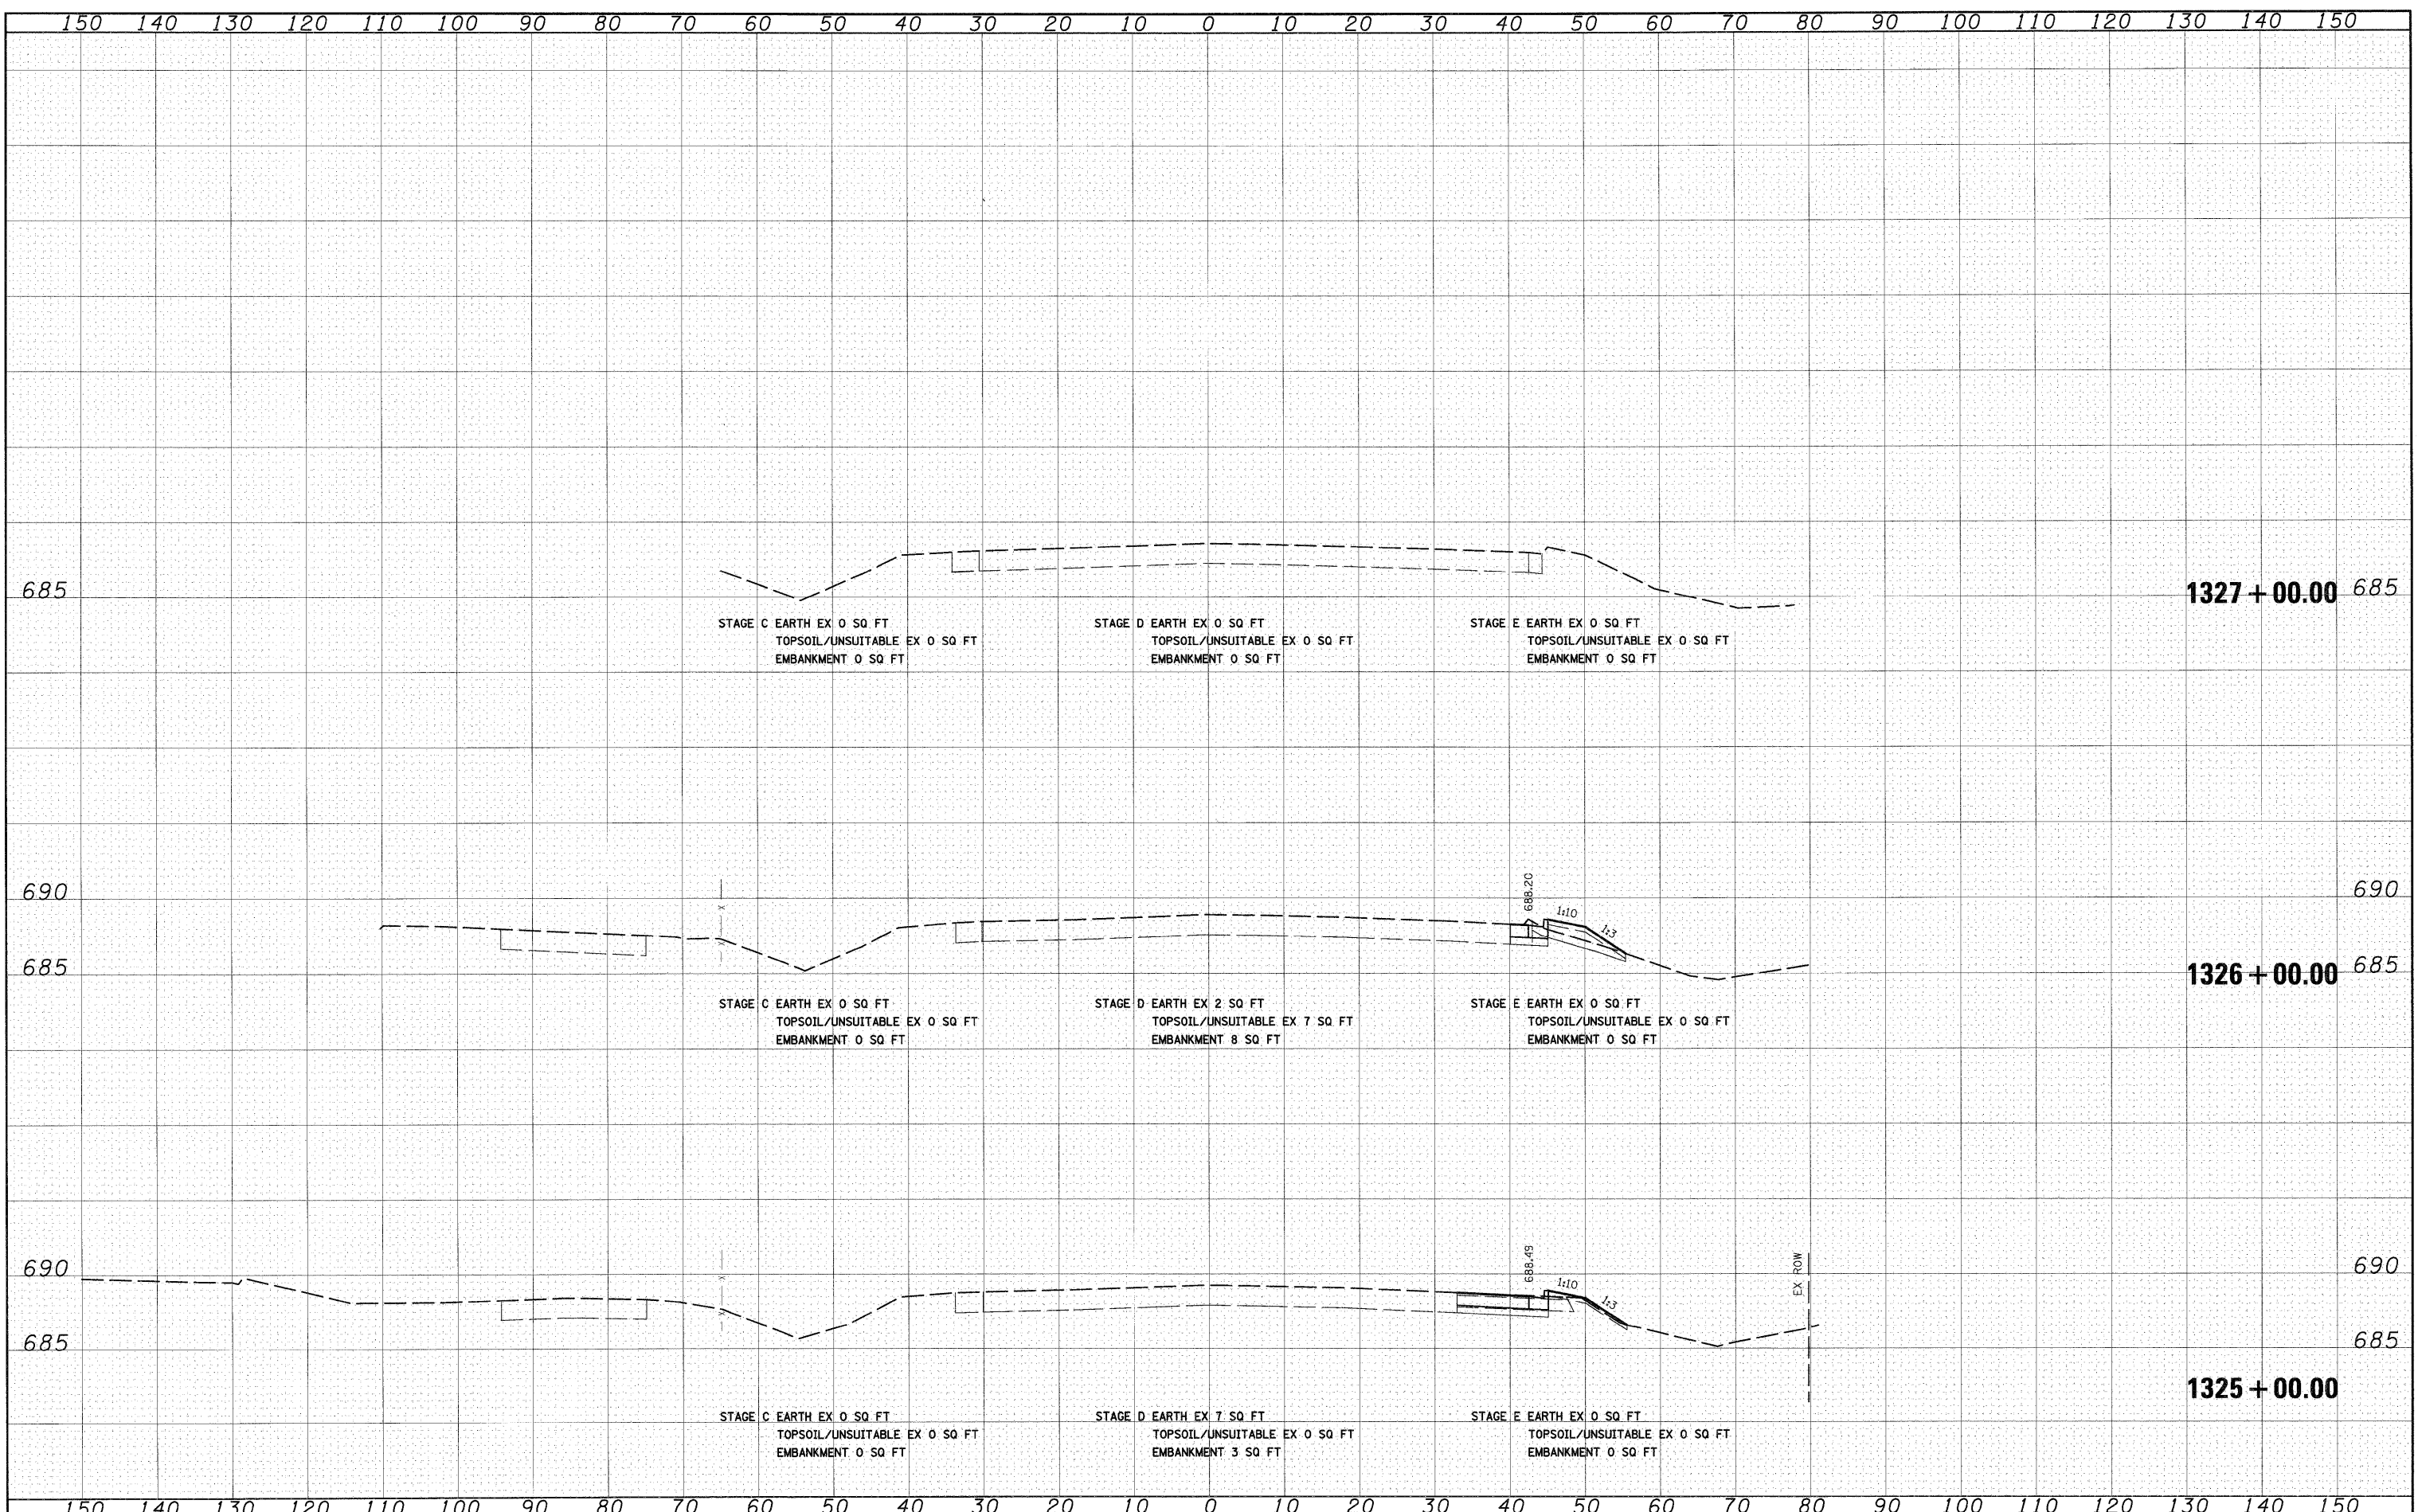 150 140 130 120 110 100 90 80 70 60 50 40 30 20 10 0 10 20 30 40 50 60 70 80 90 100 110 120 130 140 150
685 1327+00.00 685
STAGE C EARTH EX 0 SQ FT STAGE D EARTH EX 0 SQ FT STAGE E EARTH EX 0 SQ FT
TOPSOIL/UNSUITABLE EX 0 SQ FT TOPSOIL/UNSUITABLE EX 0 SQ FT TOPSOIL/UNSUITABLE EX 0 SQ FT
EMBANKMENT 0 SQ FT EMBANKMENT 0 SQ FT EMBANKMENT 0 SQ FT
690 688.20 690
1:10
1:3
685 1326+00.00 685
STAGE C EARTH EX 0 SQ FT STAGE D EARTH EX 2 SQ FT STAGE E EARTH EX 0 SQ FT
TOPSOIL/UNSUITABLE EX 0 SQ FT TOPSOIL/UNSUITABLE EX 7 SQ FT TOPSOIL/UNSUITABLE EX 0 SQ FT
EMBANKMENT 0 SQ FT EMBANKMENT 8 SQ FT EMBANKMENT 0 SQ FT
690 688.49 EX ROW 690
1:10
1:3
685 685
1325+00.00
STAGE C EARTH EX 0 SQ FT STAGE D EARTH EX 7 SQ FT STAGE E EARTH EX 0 SQ FT
TOPSOIL/UNSUITABLE EX 0 SQ FT TOPSOIL/UNSUITABLE EX 0 SQ FT TOPSOIL/UNSUITABLE EX 0 SQ FT
EMBANKMENT 0 SQ FT EMBANKMENT 3 SQ FT EMBANKMENT 0 SQ FT
150 140 130 120 110 100 90 80 70 60 50 40 30 20 10 0 10 20 30 40 50 60 70 80 90 100 110 120 130 140 150